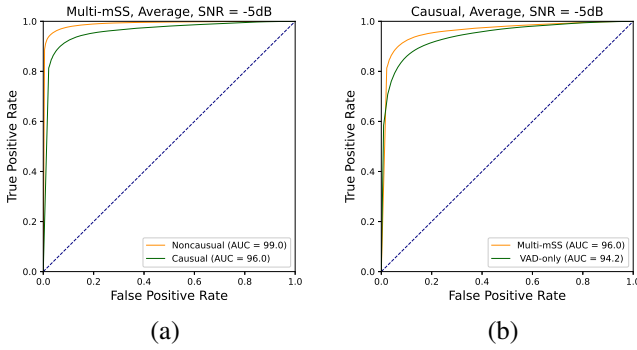 Multi-mSS, Average, SNR = -5dB
True Positive Rate
1.0
0.8
0.6
0.4
0.2
0.0
Noncausual (AUC = 99.0)
Causual (AUC = 96.0)
0.0 0.2 0.4 0.6 0.8 1.0
False Positive Rate
(a)
Causual, Average, SNR = -5dB
True Positive Rate
1.0
0.8
0.6
0.4
0.2
0.0
Multi-mSS (AUC = 96.0)
VAD-only (AUC = 94.2)
0.0 0.2 0.4 0.6 0.8 1.0
False Positive Rate
(b)